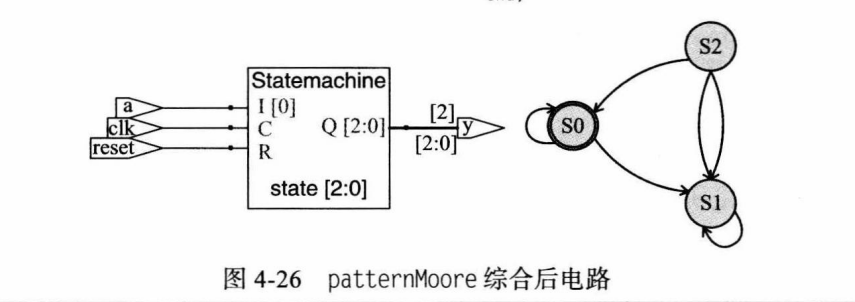 Statemachine
a
I [0]
clk
C
Q [2:0]
[2]
y
reset
R
[2:0]
state [2:0]
S2
S0
S1
图 4-26 patternMoore 综合后电路